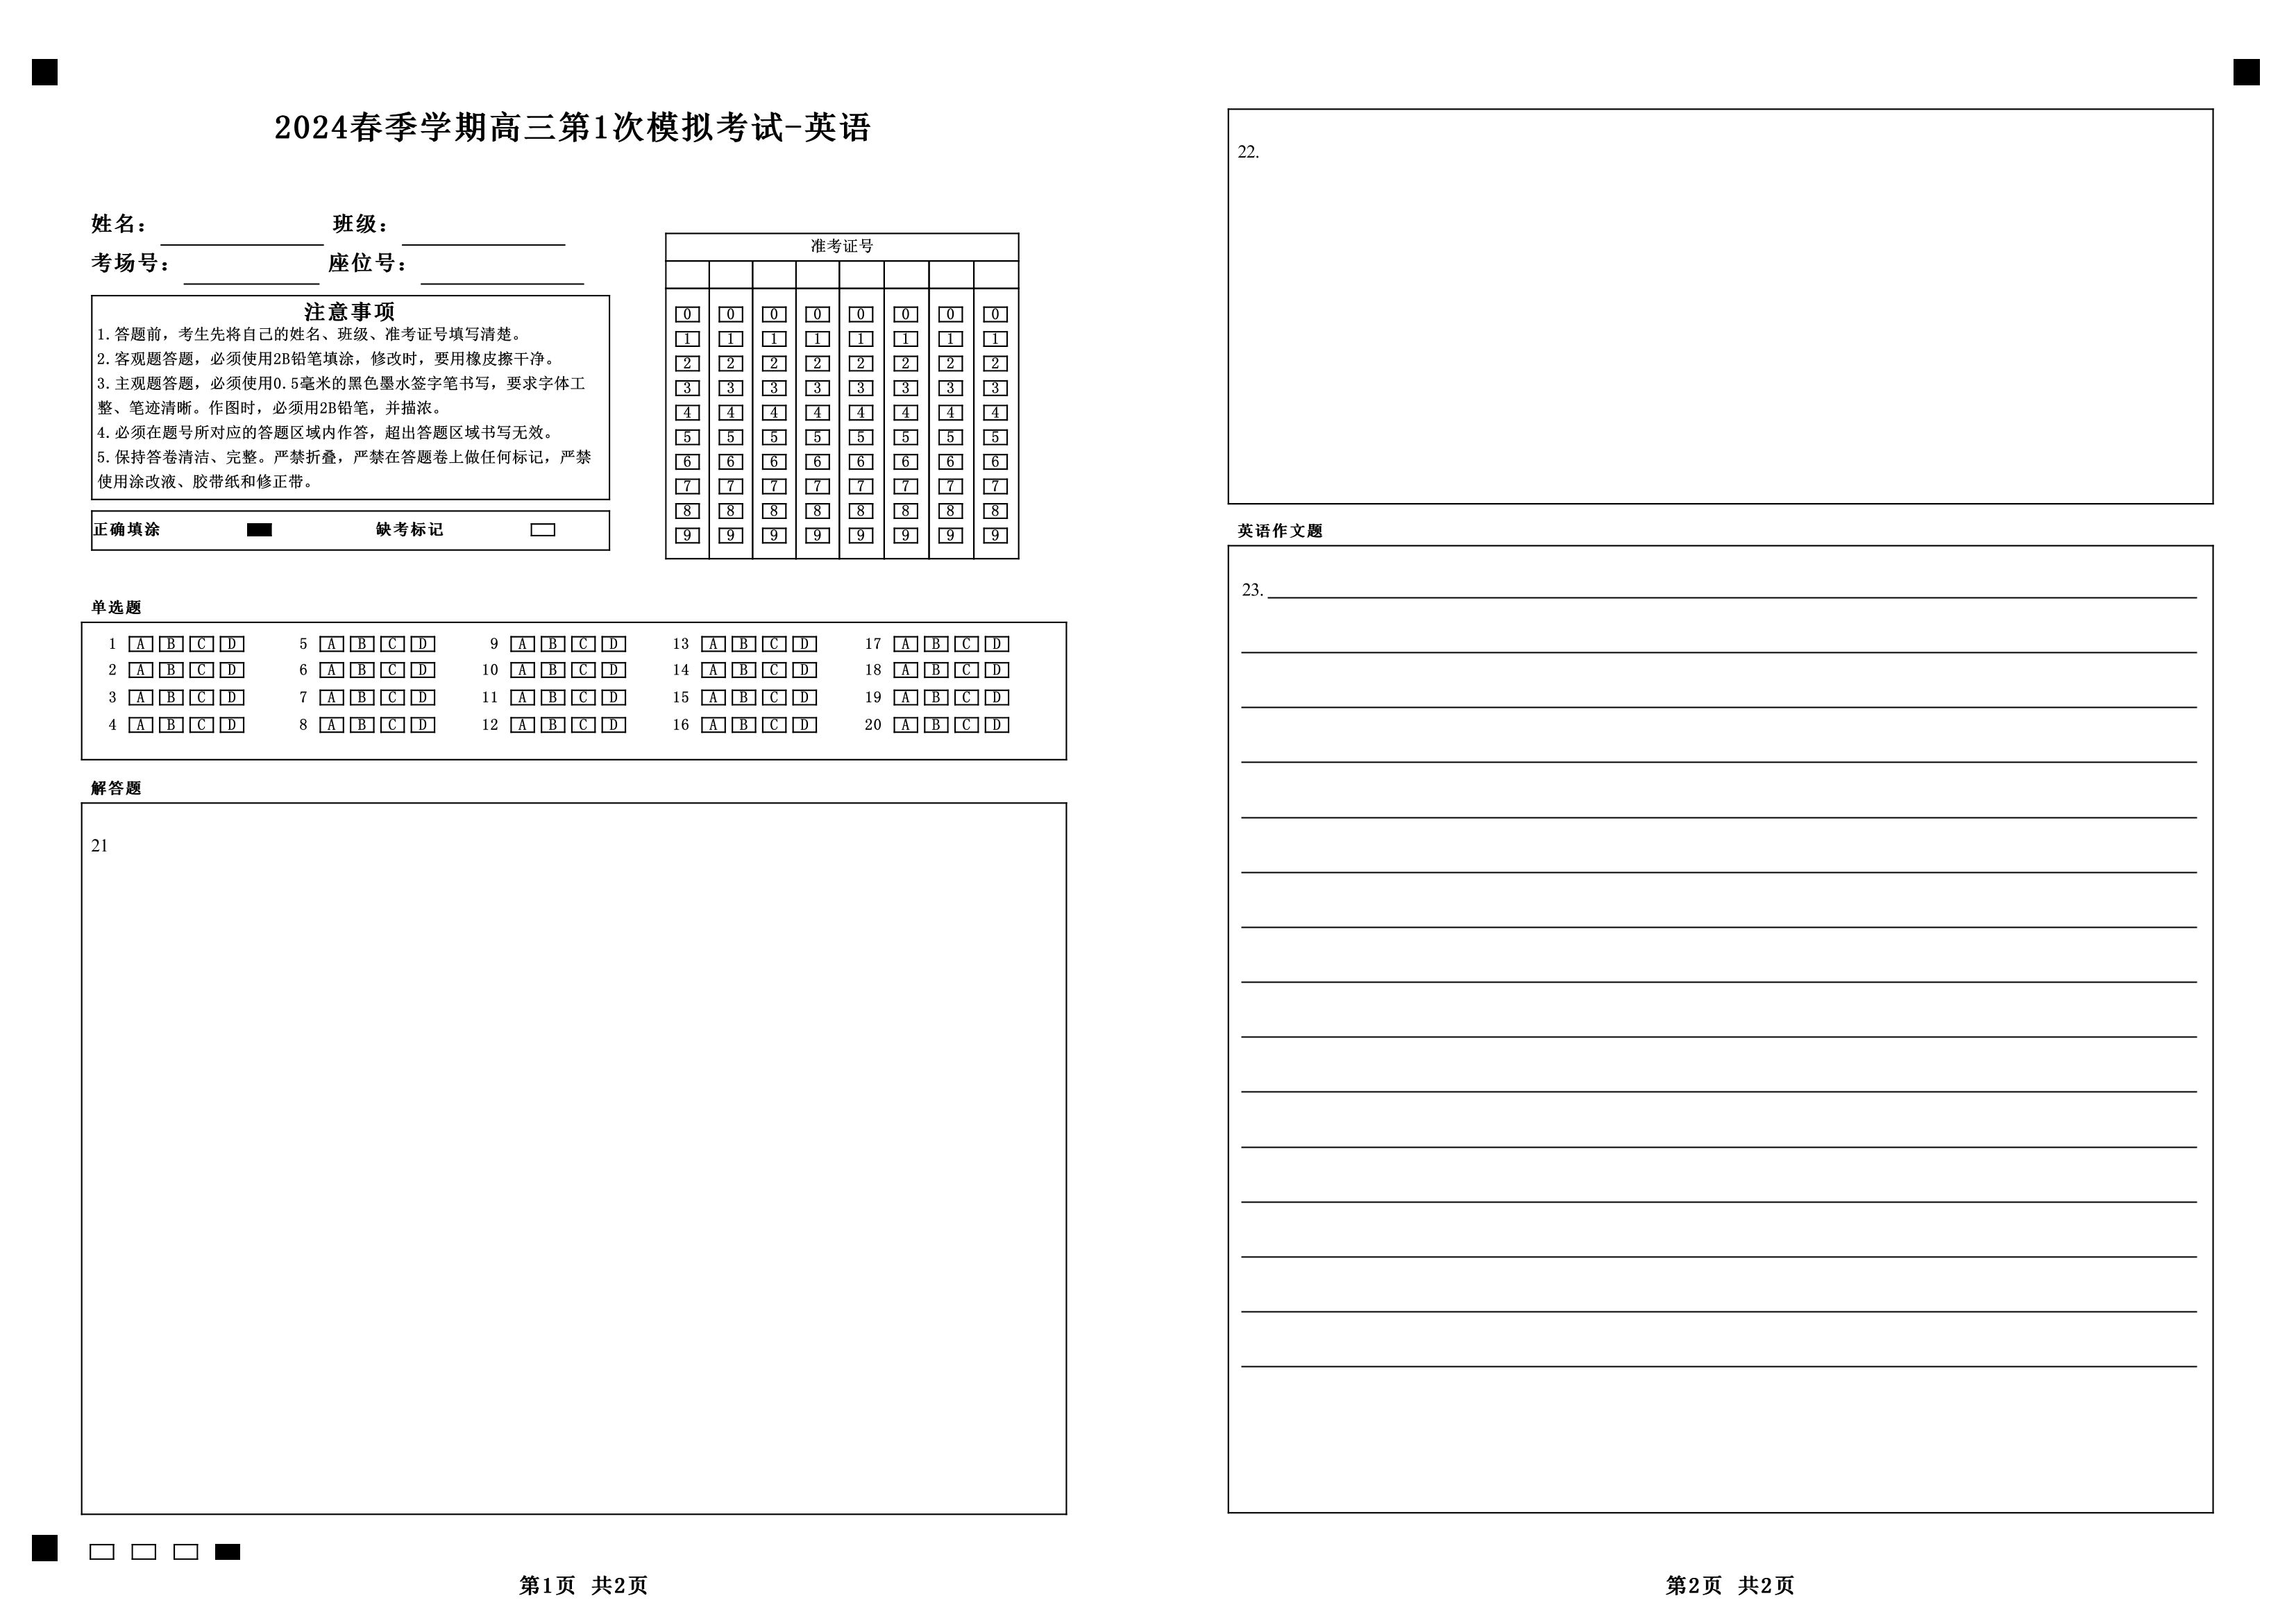 2024春季学期高三第1次模拟考试-英语
姓名： 班级：
考场号： 座位号：
注意事项
1.答题前，考生先将自己的姓名、班级、准考证号填写清楚。
2.客观题答题，必须使用2B铅笔填涂，修改时，要用橡皮擦干净。
3.主观题答题，必须使用0.5毫米的黑色墨水签字笔书写，要求字体工
整、笔迹清晰。作图时，必须用2B铅笔，并描浓。
4.必须在题号所对应的答题区域内作答，超出答题区域书写无效。
5.保持答卷清洁、完整。严禁折叠，严禁在答题卷上做任何标记，严禁
使用涂改液、胶带纸和修正带。
正确填涂 缺考标记
准考证号
0 0 0 0 0 0 0 0
1 1 1 1 1 1 1 1
2 2 2 2 2 2 2 2
3 3 3 3 3 3 3 3
4 4 4 4 4 4 4 4
5 5 5 5 5 5 5 5
6 6 6 6 6 6 6 6
7 7 7 7 7 7 7 7
8 8 8 8 8 8 8 8
9 9 9 9 9 9 9 9
单选题
1 A B C D 5 A B C D 9 A B C D 13 A B C D 17 A B C D
2 A B C D 6 A B C D 10 A B C D 14 A B C D 18 A B C D
3 A B C D 7 A B C D 11 A B C D 15 A B C D 19 A B C D
4 A B C D 8 A B C D 12 A B C D 16 A B C D 20 A B C D
解答题
21
第1页 共2页
22.
英语作文题
23.
第2页 共2页